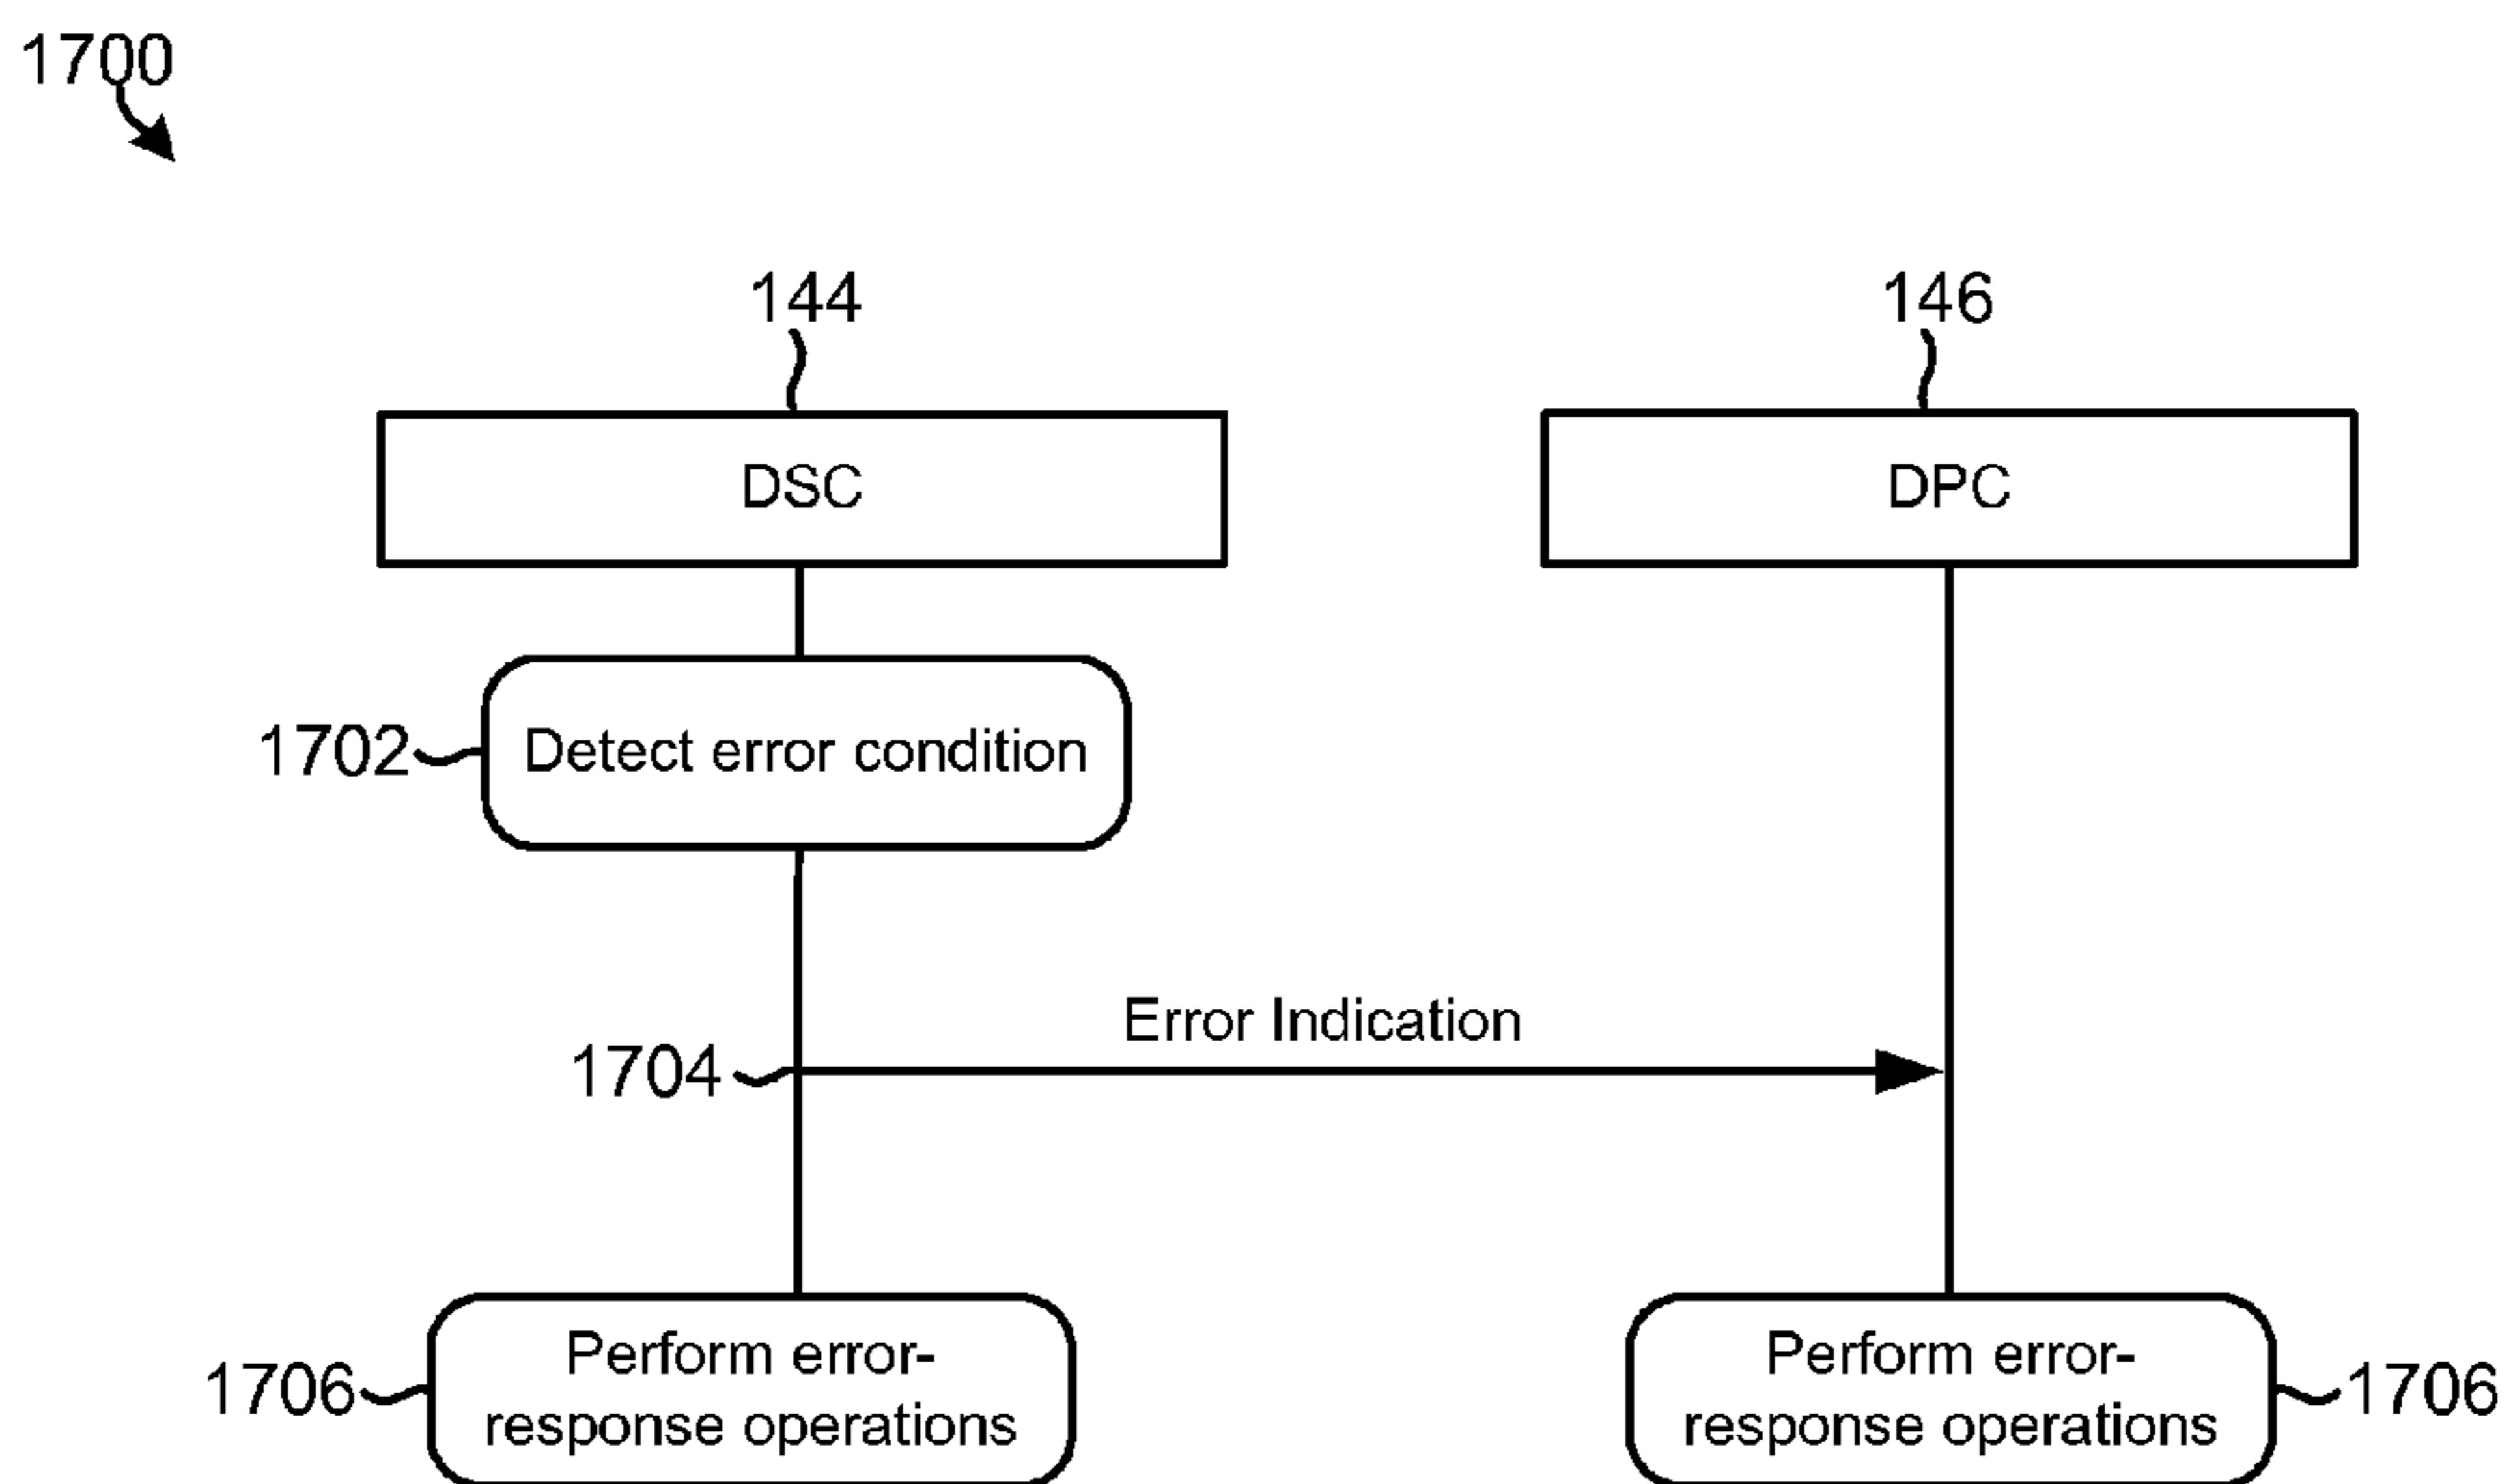 1700
144
146
DSC
DPC
1702
Detect error condition
Error Indication
1704
1706
Perform error-
response operations
Perform error-
response operations
1706